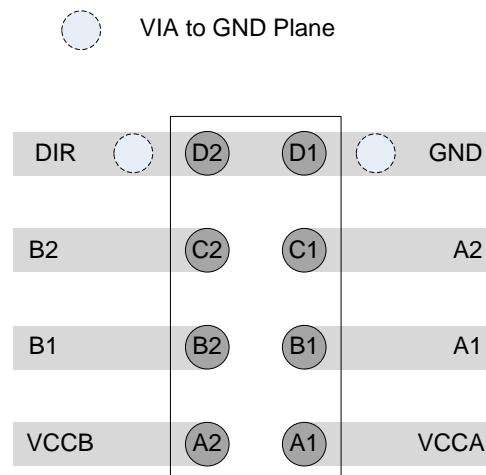 VIA to GND Plane
DIR D2 D1 GND
B2 C2 C1 A2
B1 B2 B1 A1
VCCB A2 A1 VCCA